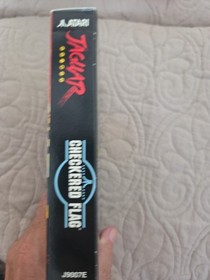 ATARI
JAGUAR
CHECKERED FLAG
J9007E